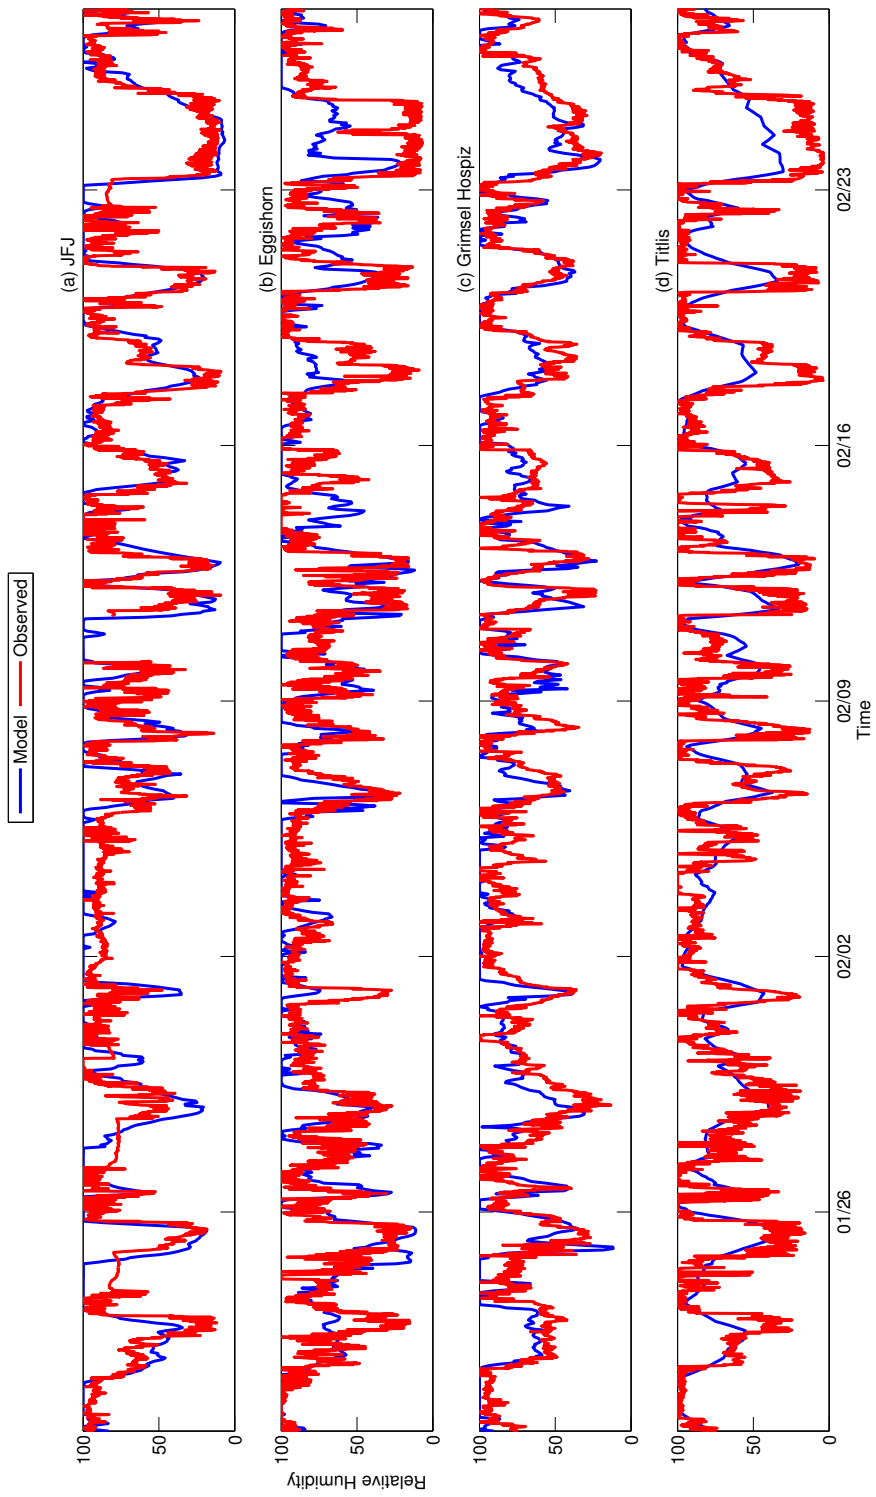 Model Observed
(a) JFJ
100
50
0
(b) Eggishorn
100
50
0
Relative Humidity
(c) Grimsel Hospiz
100
50
0
(d) Titlis
100
50
0
01/26 02/02 02/09 02/16 02/23
Time